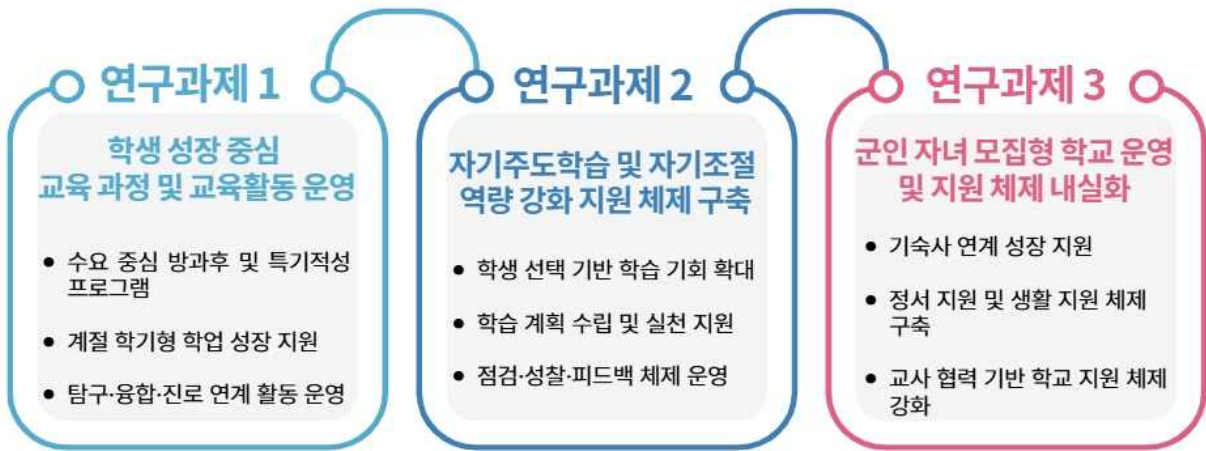 연구과제 1
학생 성장 중심
교육 과정 및 교육활동 운영
● 수요 중심 방과후 및 특기적성
프로그램
● 계절 학기형 학업 성장 지원
● 탐구·융합·진로 연계 활동 운영
연구과제 2
자기주도학습 및 자기조절
역량 강화 지원 체제 구축
● 학생 선택 기반 학습 기회 확대
● 학습 계획 수립 및 실천 지원
● 점검·성찰·피드백 체제 운영
연구과제 3
군인 자녀 모집형 학교 운영
및 지원 체제 내실화
● 기숙사 연계 성장 지원
● 정서 지원 및 생활 지원 체제
구축
● 교사 협력 기반 학교 지원 체제
강화